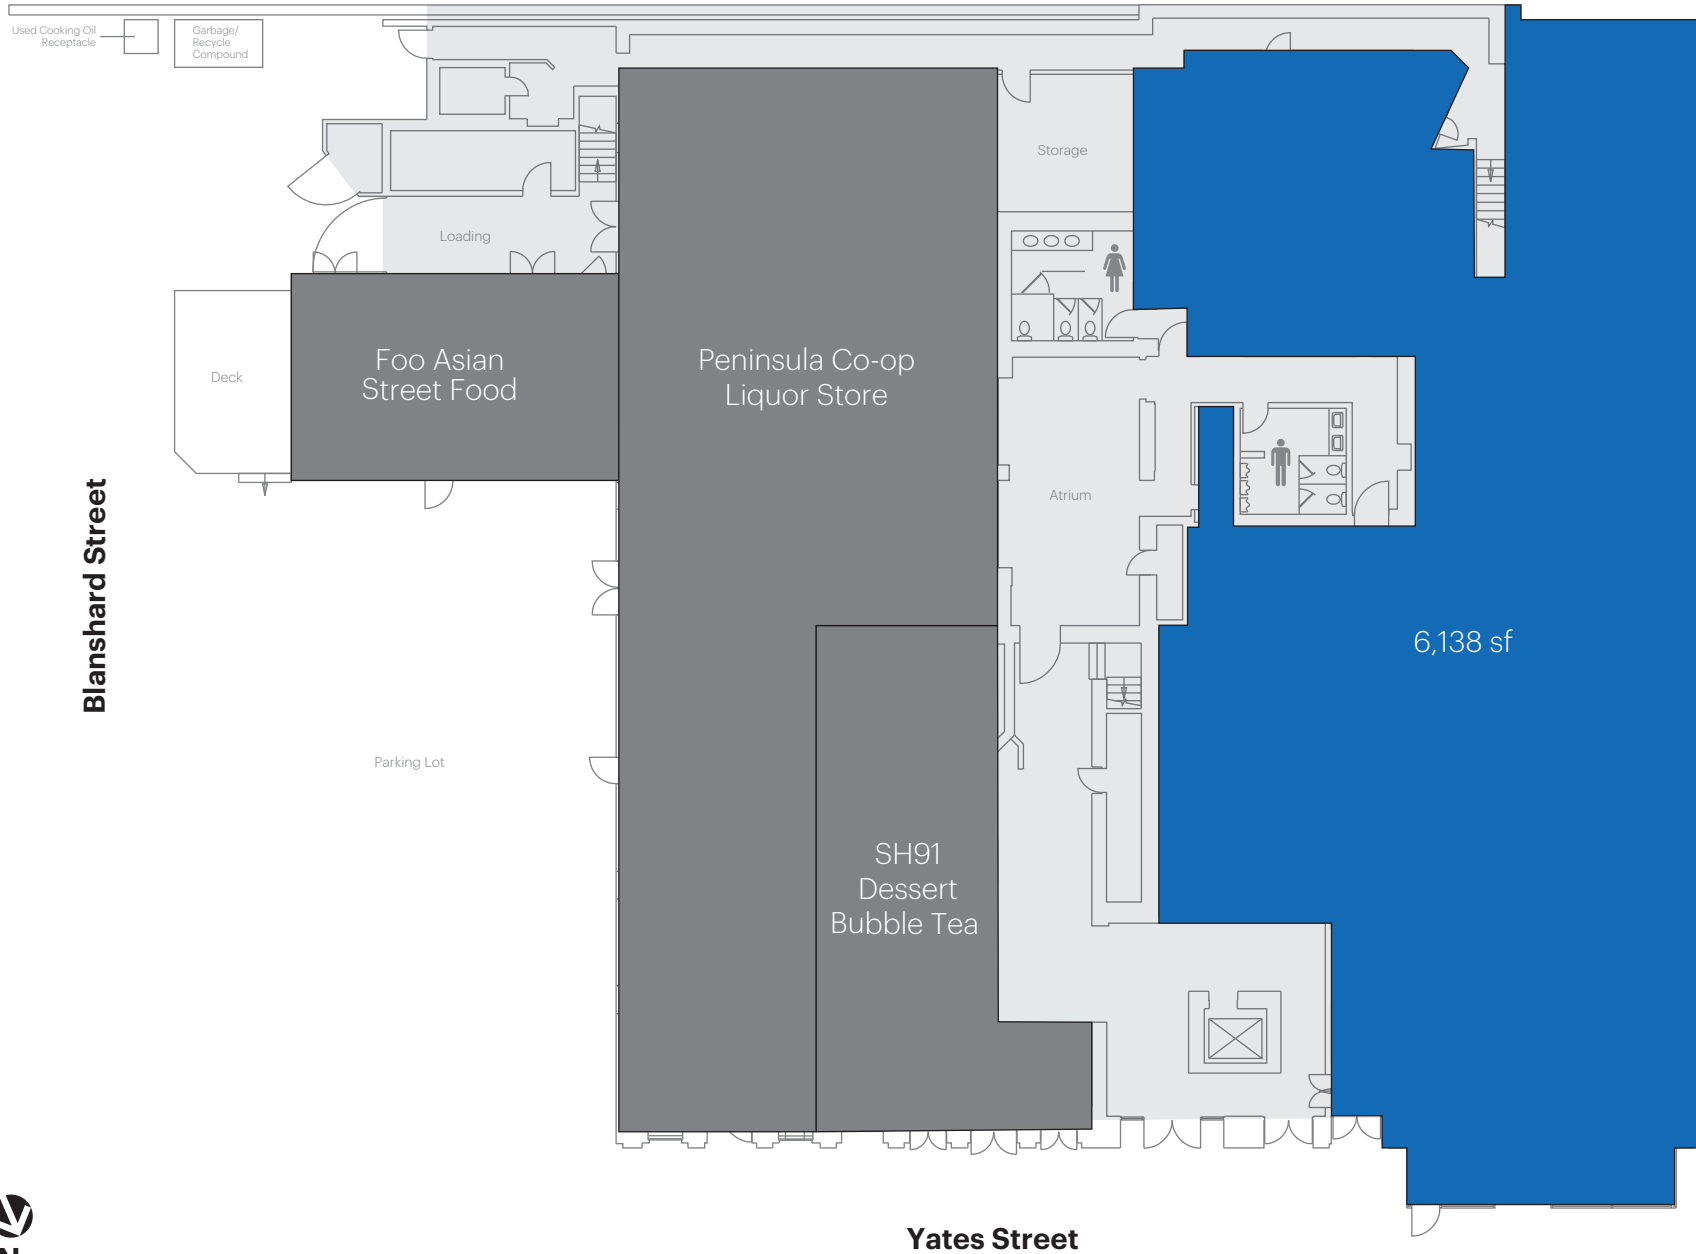 Used Cooking Oil
Receptacle
Garbage/
Recycle
Compound
Storage
Loading
Deck
Foo Asian
Street Food
Peninsula Co-op
Liquor Store
Atrium
Blanshard Street
6,138 sf
Parking Lot
SH91
Dessert
Bubble Tea
Yates Street
N